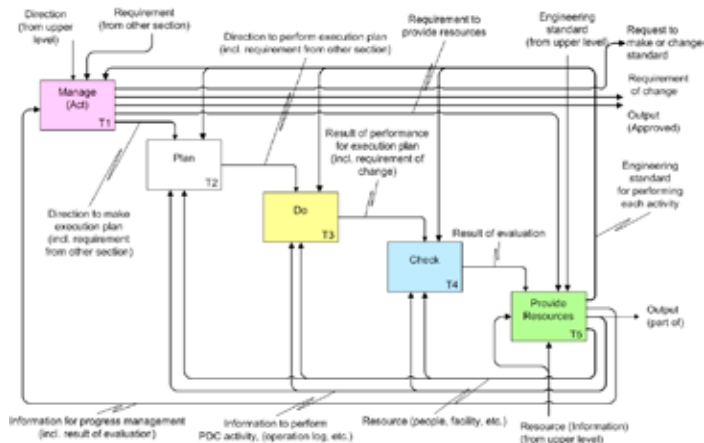 Direction
(from upper
level)
Requirement
(from other section)
Direction to perform execution plan
(incl. requirement from other section)
Requirement to
provide resources
Engineering
standard
(from upper level)
Request to
make or change
standard
Requirement
of change
Output
(Approved)
Manage
(Act)
T1
Plan
T2
Result of performance
for execution plan
(incl. requirement of
change)
Engineering
standard
for performing
each activity
Direction to make
execution plan
(incl. requirement
from other section)
Do
T3
Result of evaluation
Check
T4
Provide
Resources
T5
Output
(part of)
Information for progress management
(incl. result of evaluation)
Information to perform
PDC activity, (operation log, etc.)
Resource (people, facility, etc.)
Resource (Information)
(from upper level)